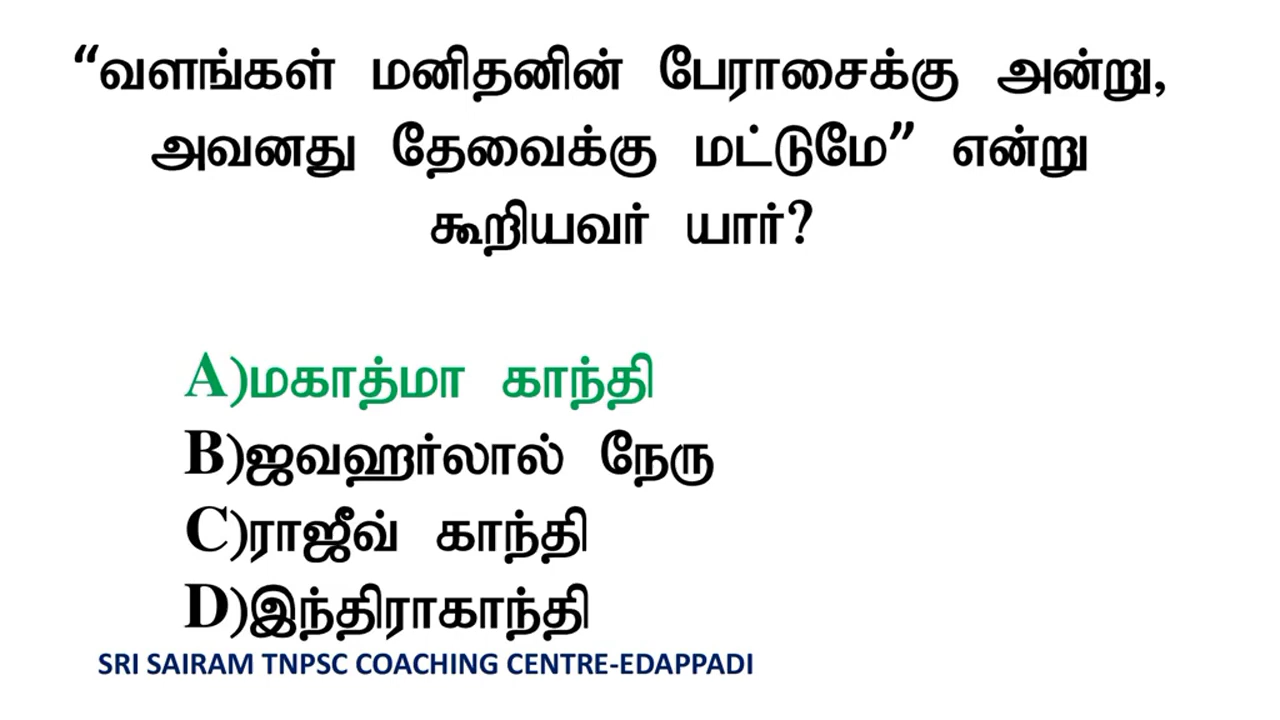 “வளங்கள் மனிதனின் பேராசைக்கு அன்று,
அவனது தேவைக்கு மட்டுமே” என்று
கூறியவர் யார்?
A)மகாத்மா காந்தி
B)ஜவஹர்லால் நேரு
C)ராஜீவ் காந்தி
D)இந்திராகாந்தி
SRI SAIRAM TNPSC COACHING CENTRE-EDAPPADI